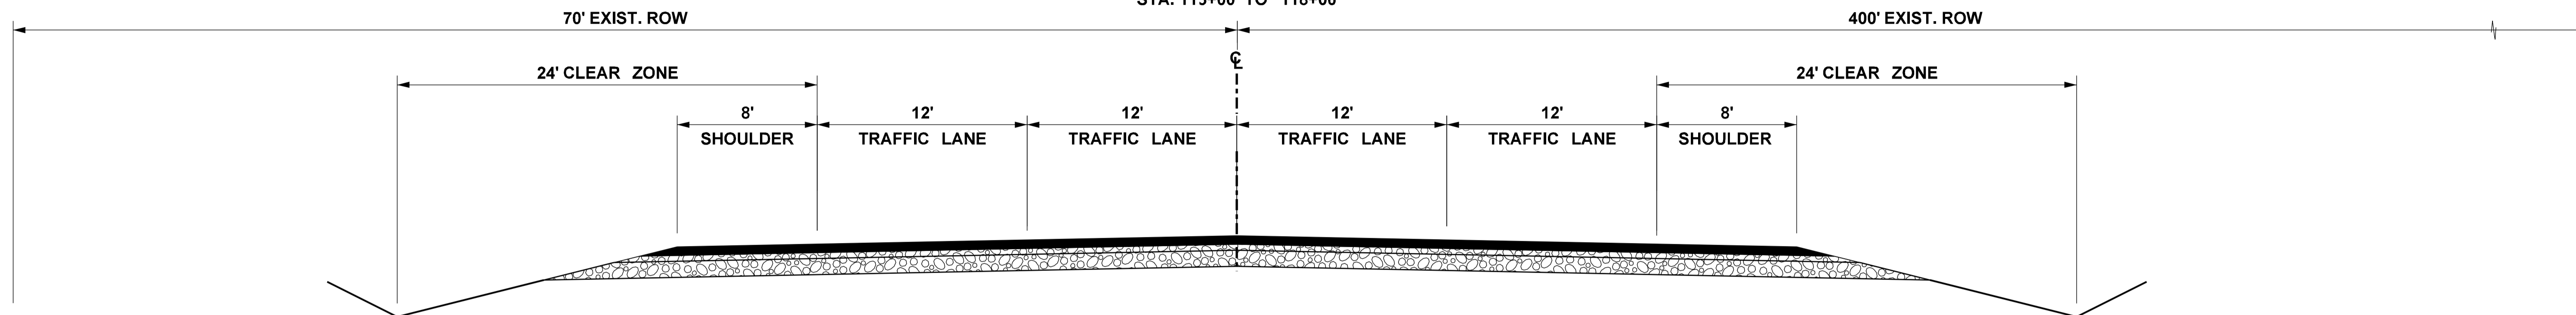 70' EXIST. ROW
400' EXIST. ROW
℄
24' CLEAR ZONE
24' CLEAR ZONE
8'
12'
12'
12'
12'
8'
SHOULDER
TRAFFIC LANE
TRAFFIC LANE
TRAFFIC LANE
TRAFFIC LANE
SHOULDER